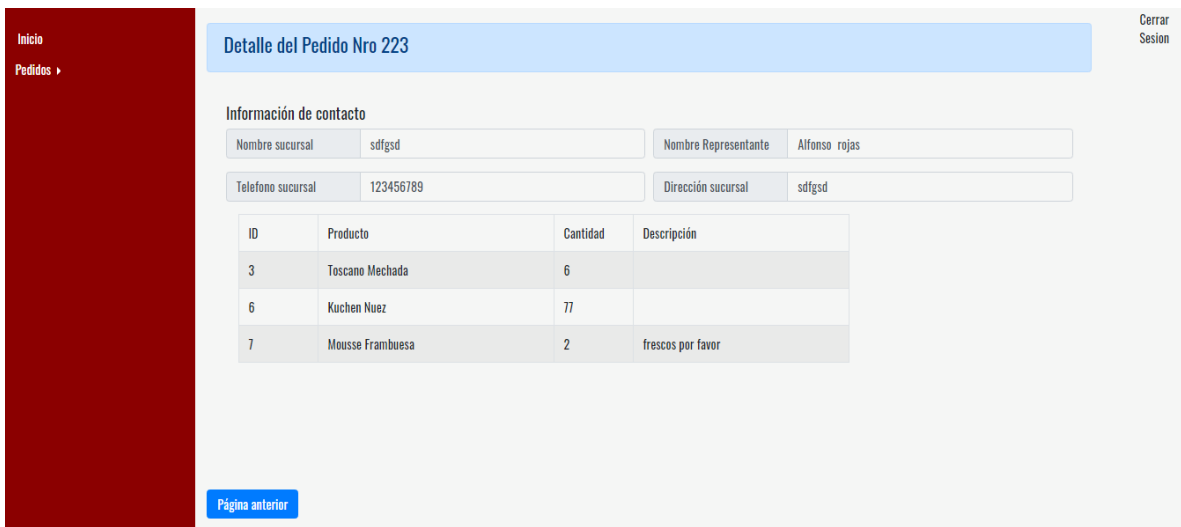 Inicio
Pedidos
Detalle del Pedido Nro 223
Cerrar
Sesion
Información de contacto
Nombre sucursal sdfgsd Nombre Representante Alfonso rojas
Telefono sucursal 123456789 Dirección sucursal sdfgsd
ID Producto Cantidad Descripción
3 Toscano Mechada 6
6 Kuchen Nuez 77
7 Mousse Frambuesa 2 frescos por favor
Página anterior